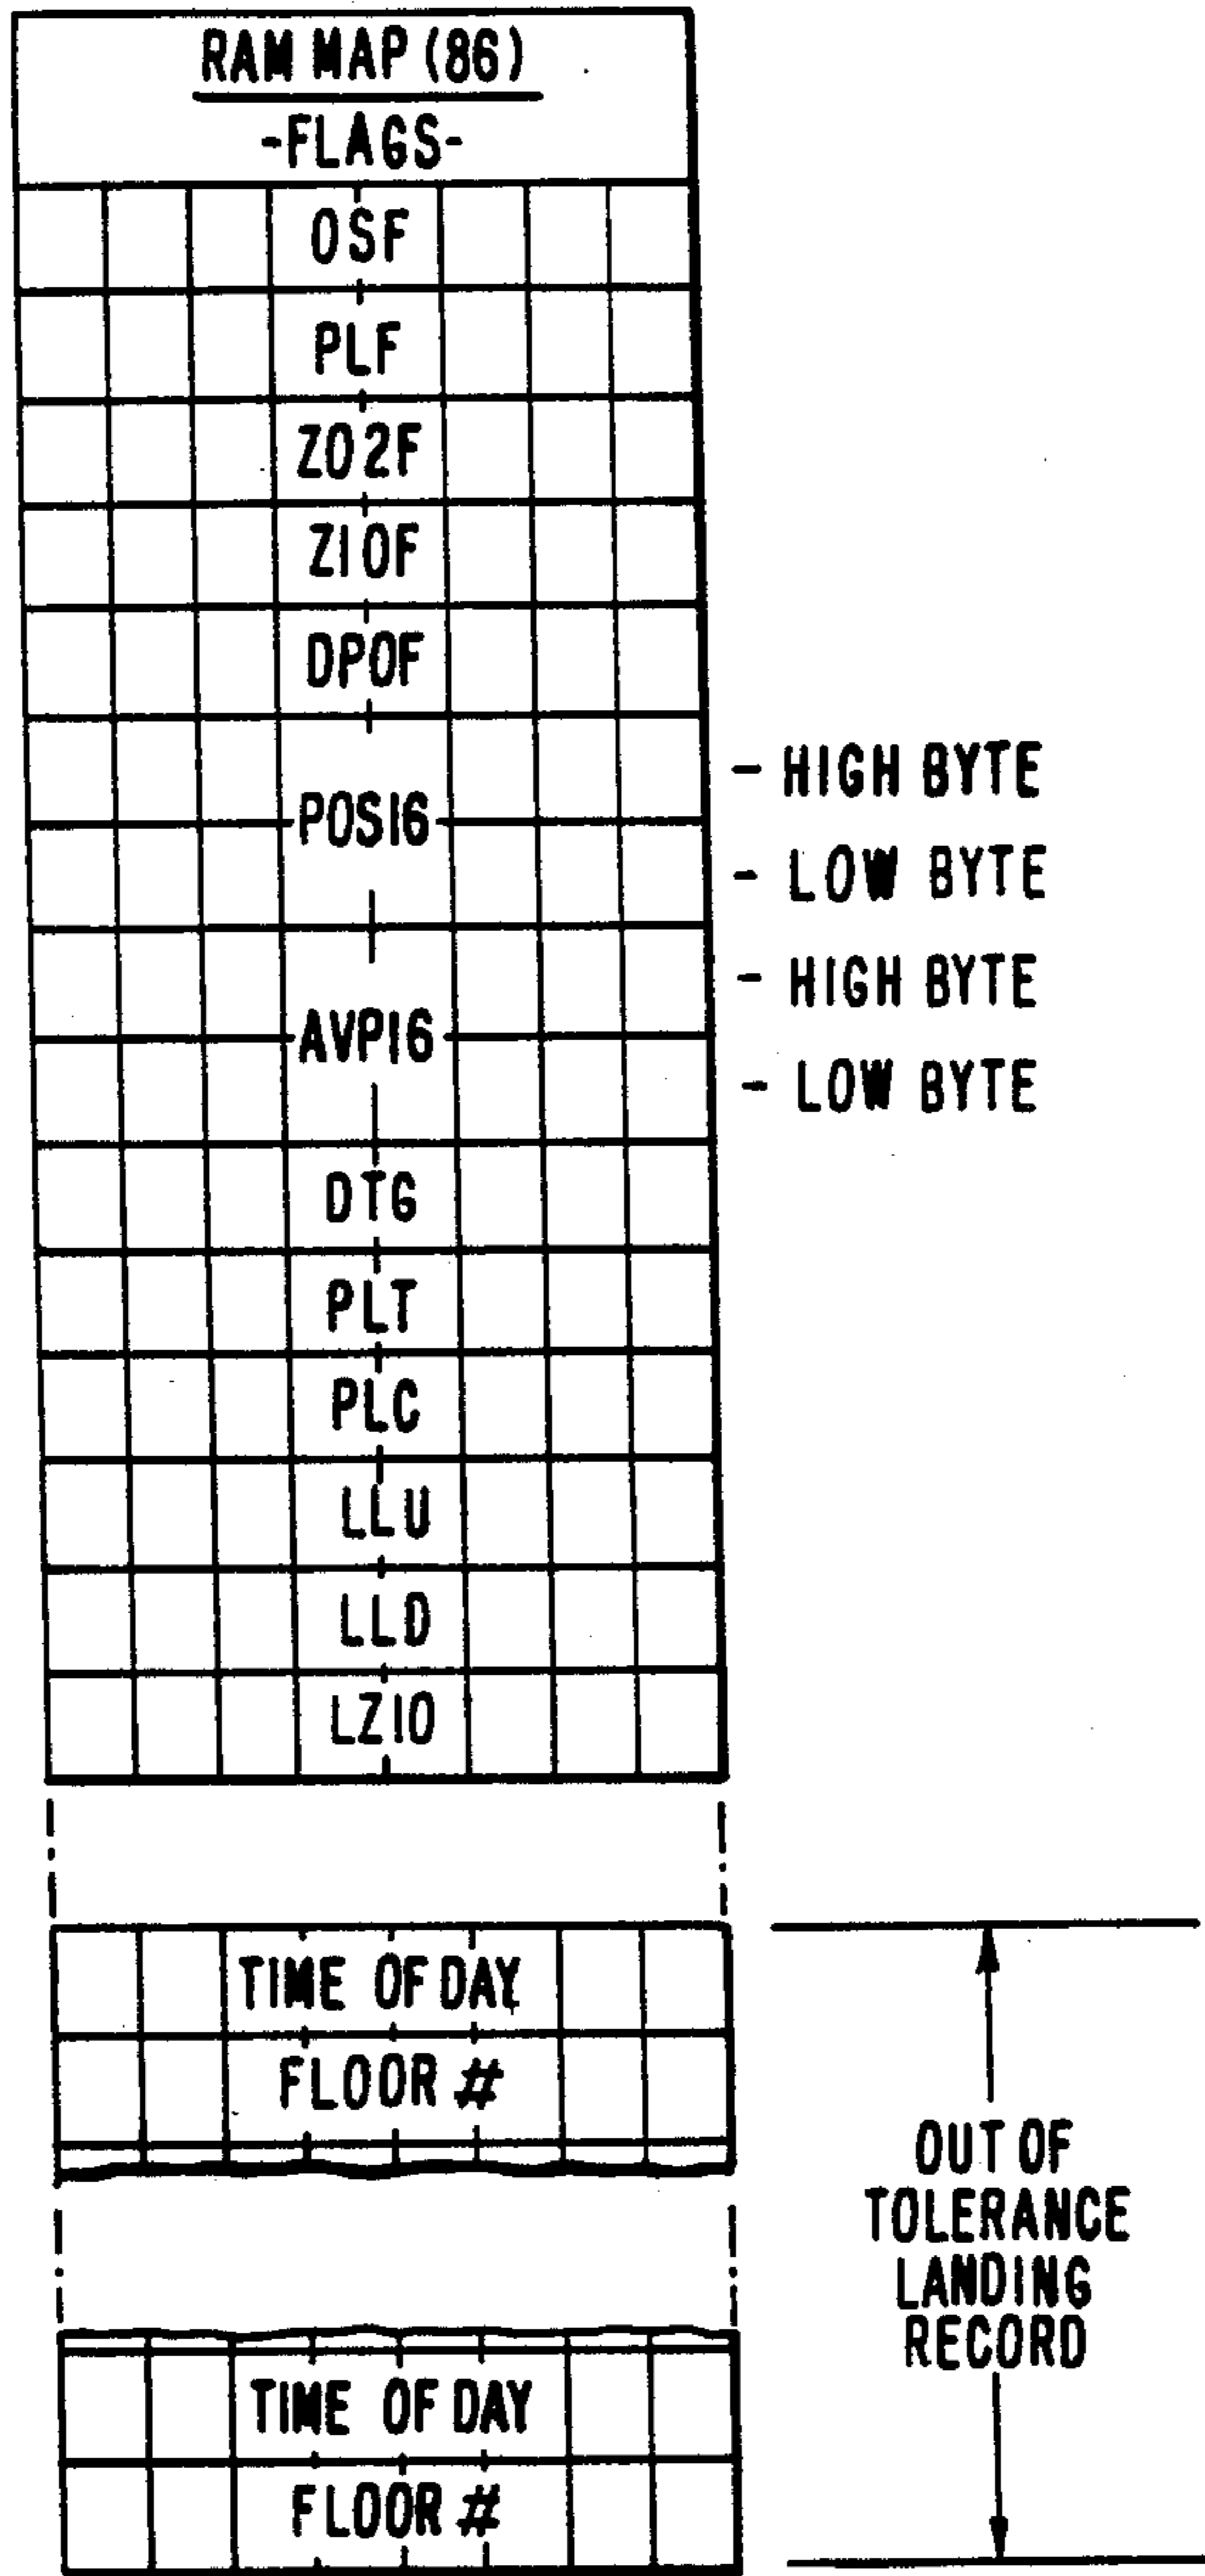 RAM MAP (86)
-FLAGS-
OSF
PLF
Z02F
Z10F
DPOF
- HIGH BYTE
POS16
- LOW BYTE
- HIGH BYTE
AVP16
- LOW BYTE
DTG
PLT
PLC
LLU
LLD
LZ10
TIME OF DAY
FLOOR #
OUT OF
TOLERANCE
LANDING
RECORD
TIME OF DAY
FLOOR #